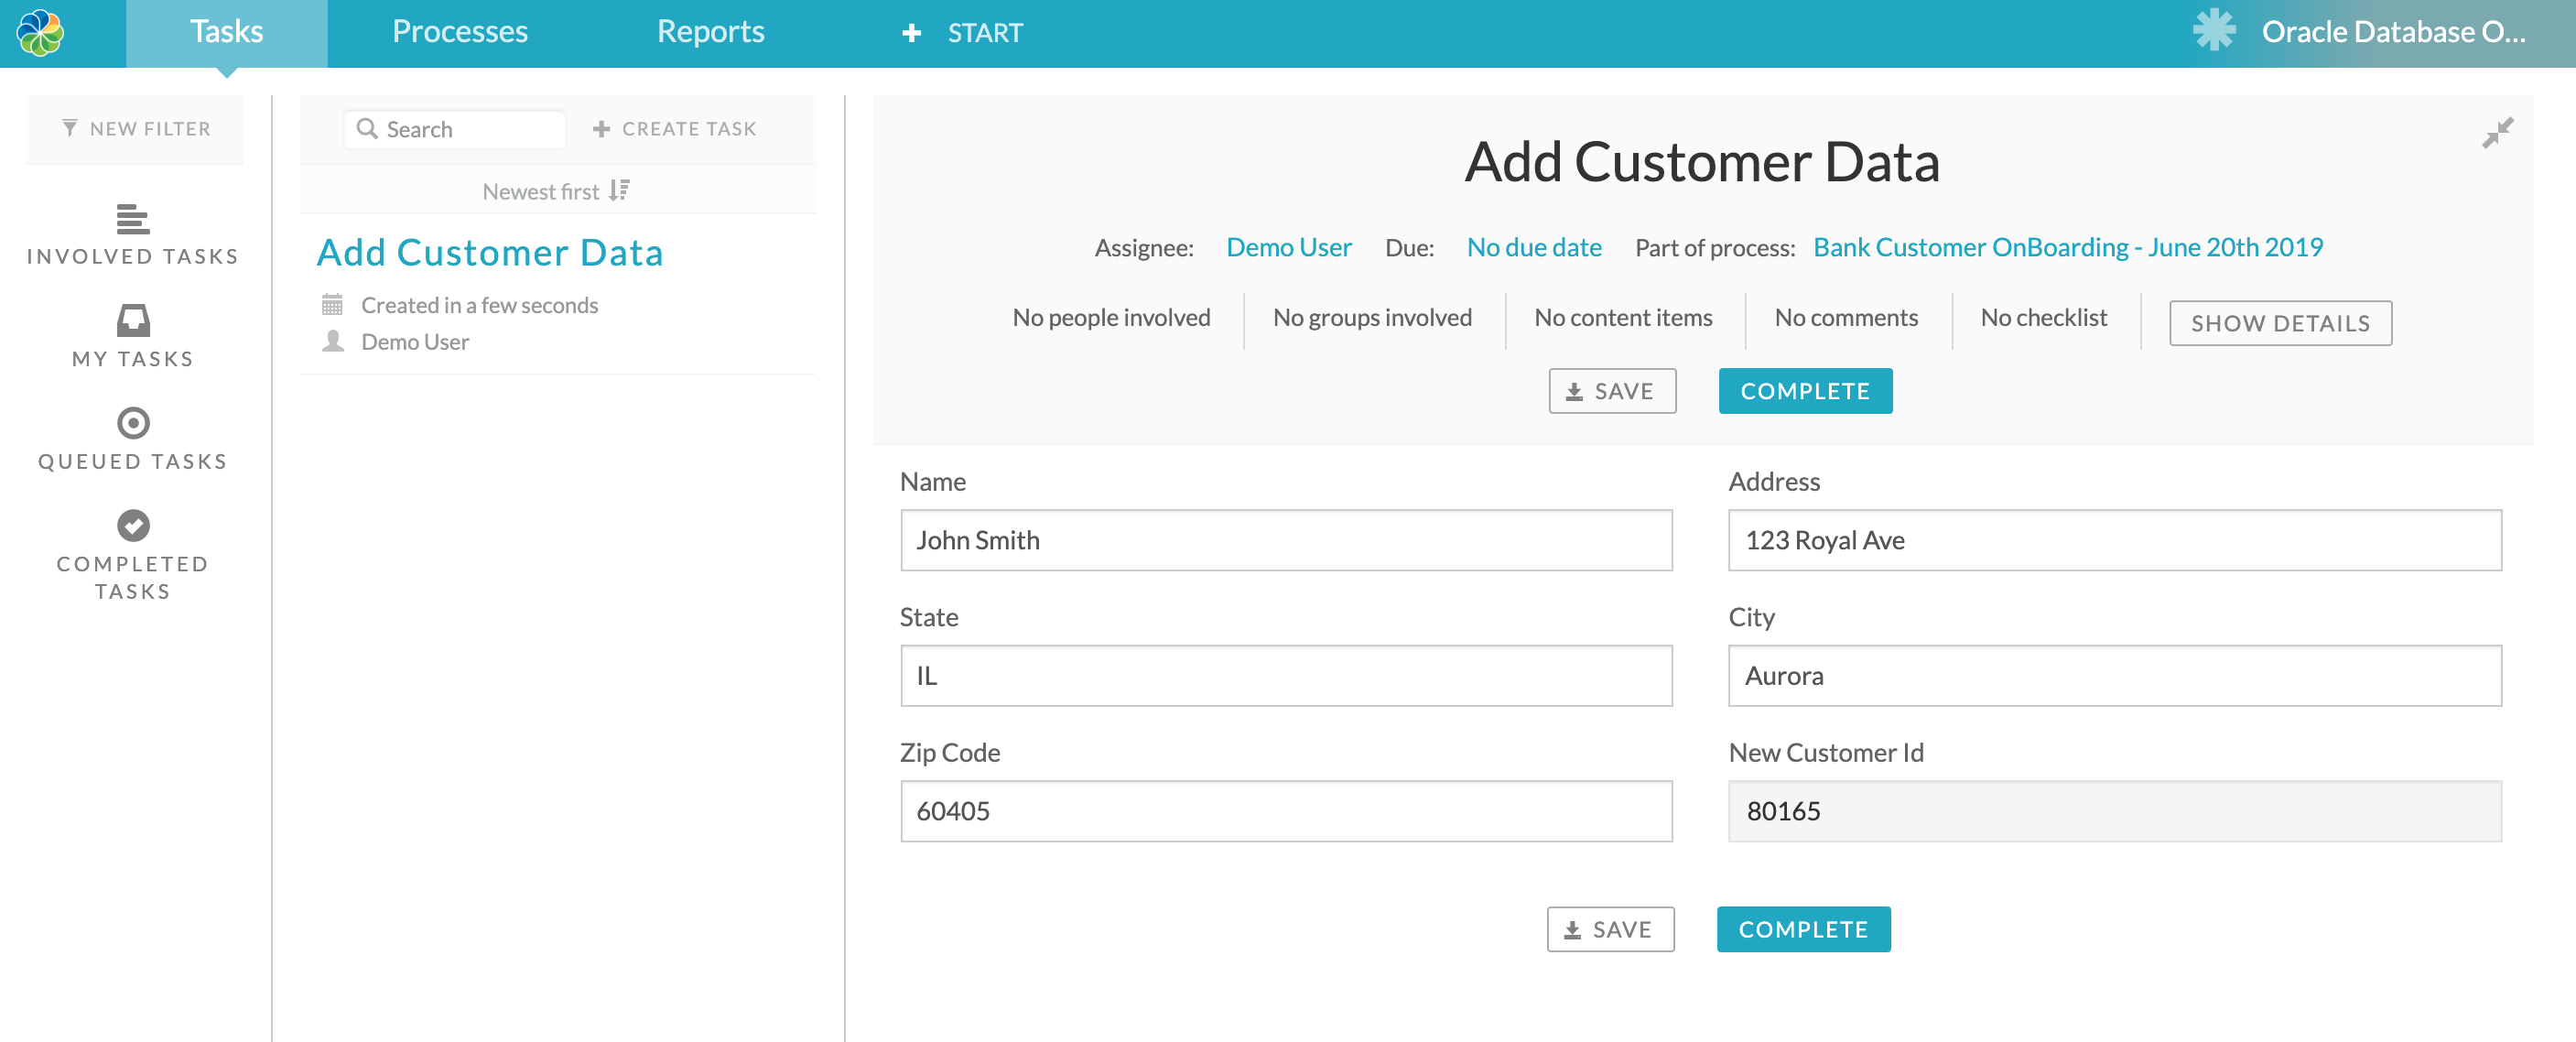 Tasks Processes Reports START Oracle Database O...
NEW FILTER
INVOLVED TASKS
MY TASKS
QUEUED TASKS
COMPLETED
TASKS
Search CREATE TASK
Newest first
Add Customer Data
Created in a few seconds
Demo User
Add Customer Data
Assignee: Demo User Due: No due date Part of process: Bank Customer OnBoarding - June 20th 2019
No people involved No groups involved No content items No comments No checklist SHOW DETAILS
SAVE COMPLETE
Name Address
John Smith 123 Royal Ave
State City
IL Aurora
Zip Code New Customer Id
60405 80165
SAVE COMPLETE